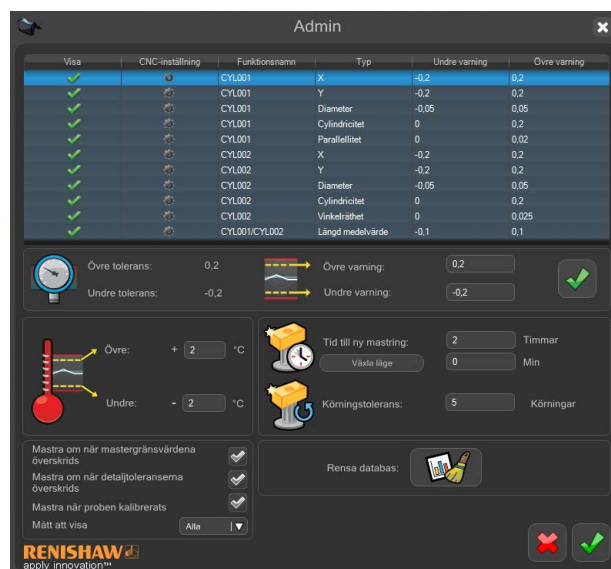 Admin
Visa CNC-inställning Funktionsnamn Typ Undre varning Övre varning
CYL001 X -0,2 0,2
CYL001 Y -0,2 0,2
CYL001 Diameter -0,05 0,05
CYL001 Cylindricitet 0 0,2
CYL001 Parallellitet 0 0,02
CYL002 X -0,2 0,2
CYL002 Y -0,2 0,2
CYL002 Diameter -0,05 0,05
CYL002 Cylindricitet 0 0,2
CYL002 Vinkelräthet 0 0,025
CYL001/CYL002 Längd medelvärde -0,1 0,1
Övre tolerans: 0,2 Övre varning: 0,2
Undre tolerans: -0,2 Undre varning: -0,2
Övre: + 2 °C
Undre: - 2 °C
Tid till ny mastring: 2 Timmar
Växla läge 0 Min
Körningstolerans: 5 Körningar
Mastra om när mastergränsvärdena
överskrids
Mastra om när detaljtoleranserna
överskrids
Mastra när proben kalibrerats
Mått att visa Alla
Rensa databas:
RENISHAW
apply innovation™